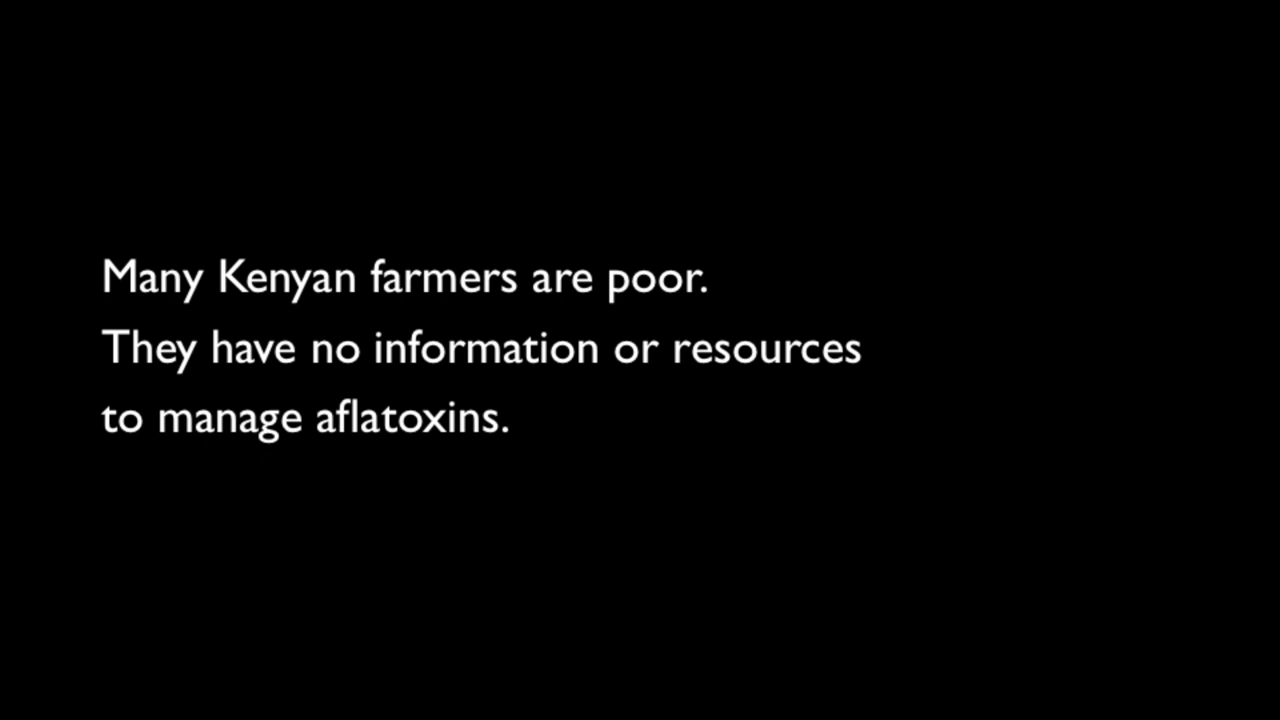 Many Kenyan farmers are poor.
They have no information or resources
to manage aflatoxins.